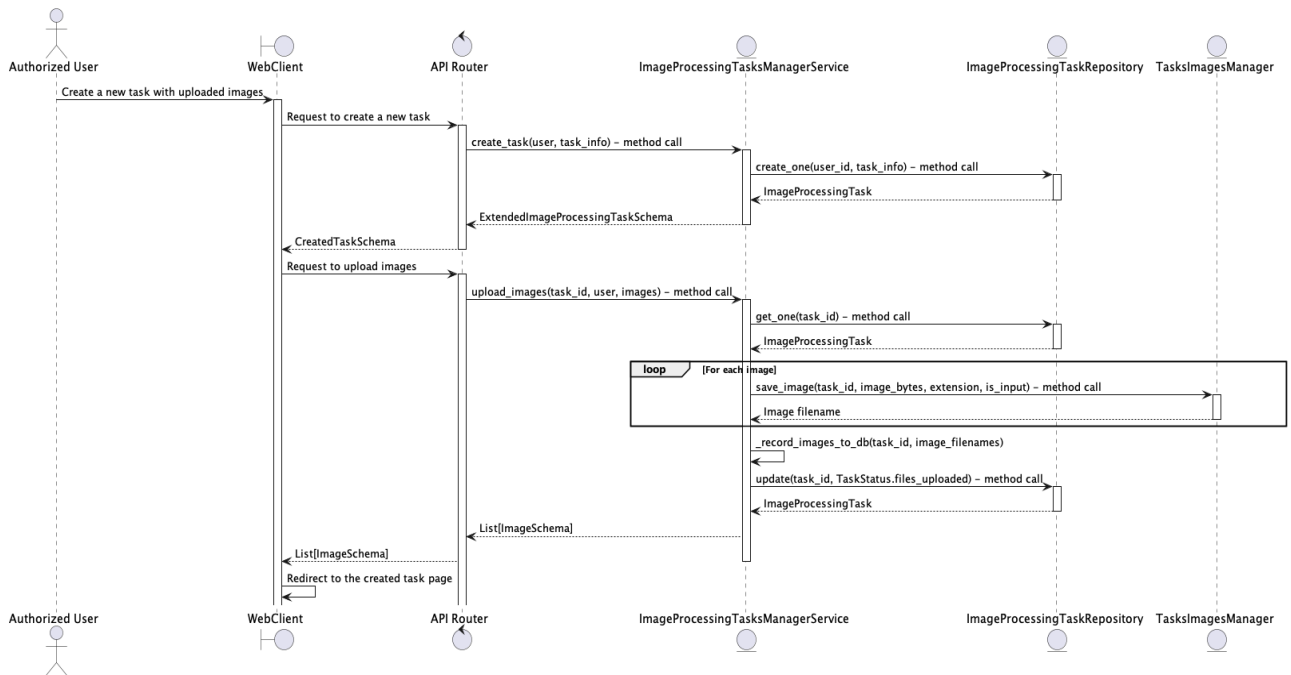 Authorized User
WebClient
API Router
ImageProcessingTasksManagerService
ImageProcessingTaskRepository
TasksImagesManager
Create a new task with uploaded images
Request to create a new task
create_task(user, task_info) – method call
create_one(user_id, task_info) – method call
ImageProcessingTask
ExtendedImageProcessingTaskSchema
CreatedTaskSchema
Request to upload images
upload_images(task_id, user, images) – method call
get_one(task_id) – method call
ImageProcessingTask
loop
[For each image]
save_image(task_id, image_bytes, extension, is_input) – method call
Image filename
_record_images_to_db(task_id, image_filenames)
update(task_id, TaskStatus.files_uploaded) – method call
ImageProcessingTask
List[ImageSchema]
List[ImageSchema]
Redirect to the created task page
Authorized User
WebClient
API Router
ImageProcessingTasksManagerService
ImageProcessingTaskRepository
TasksImagesManager